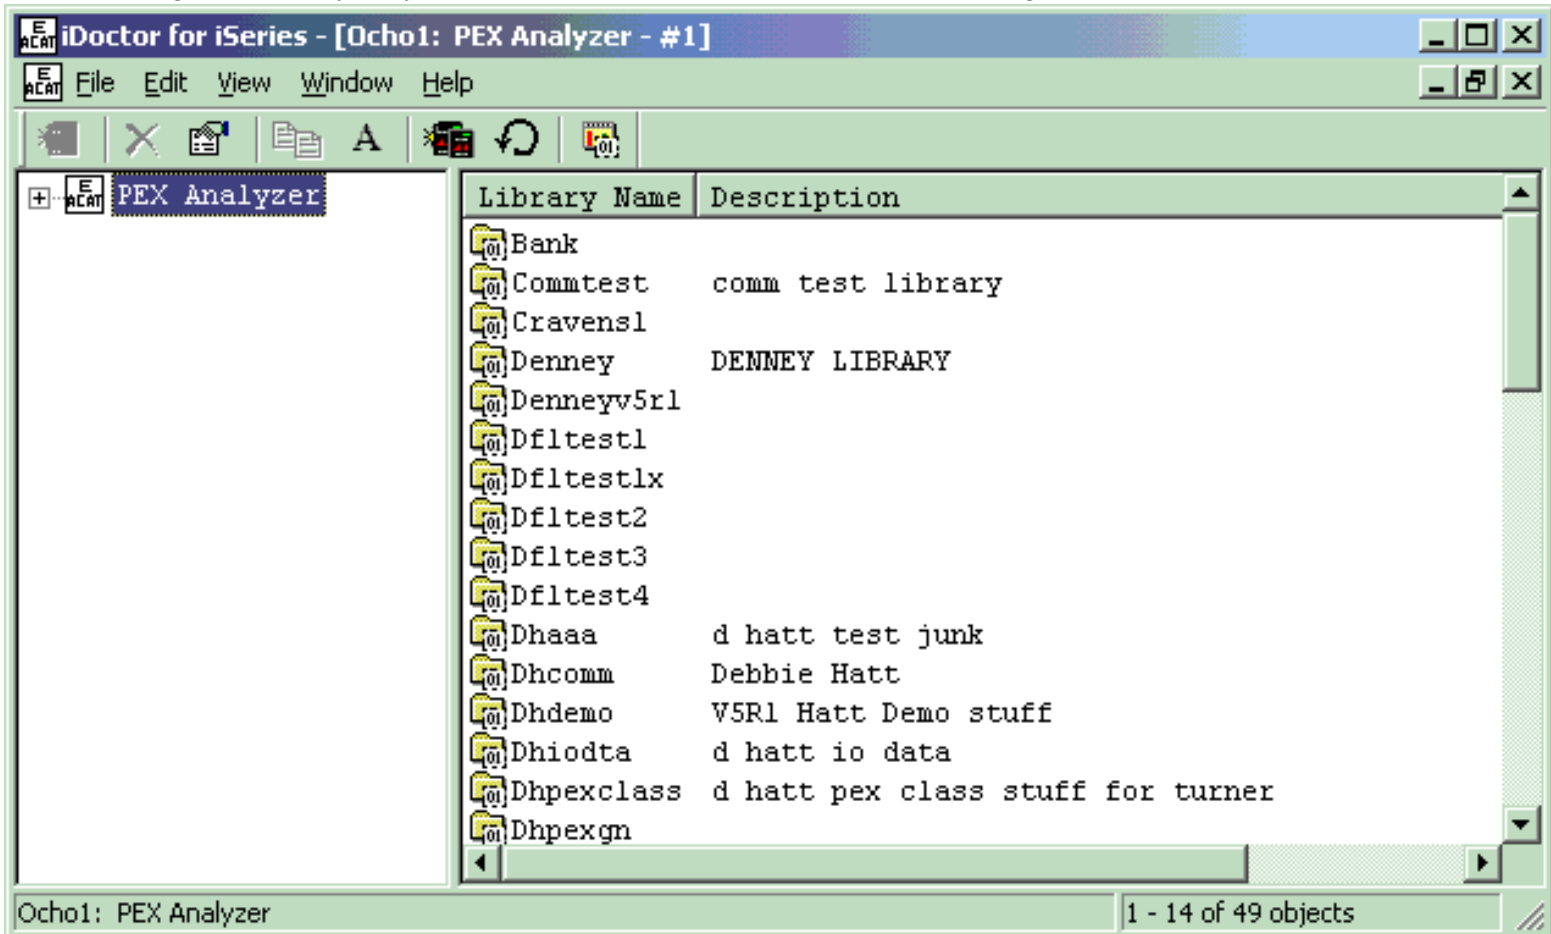 iDoctor for iSeries - [Ocho1: PEX Analyzer - #1]
File Edit View Window Help
A
PEX Analyzer
Library Name Description
Bank
Commtest comm test library
Cravens1
Denney DENNEY LIBRARY
Denneyv5r1
Dfltest1
Dfltest1x
Dfltest2
Dfltest3
Dfltest4
Dhaaa d hatt test junk
Dhcomm Debbie Hatt
Dhdemo V5R1 Hatt Demo stuff
Dhiodta d hatt io data
Dhpexclass d hatt pex class stuff for turner
Dhpexgn
Ocho1: PEX Analyzer 1 - 14 of 49 objects